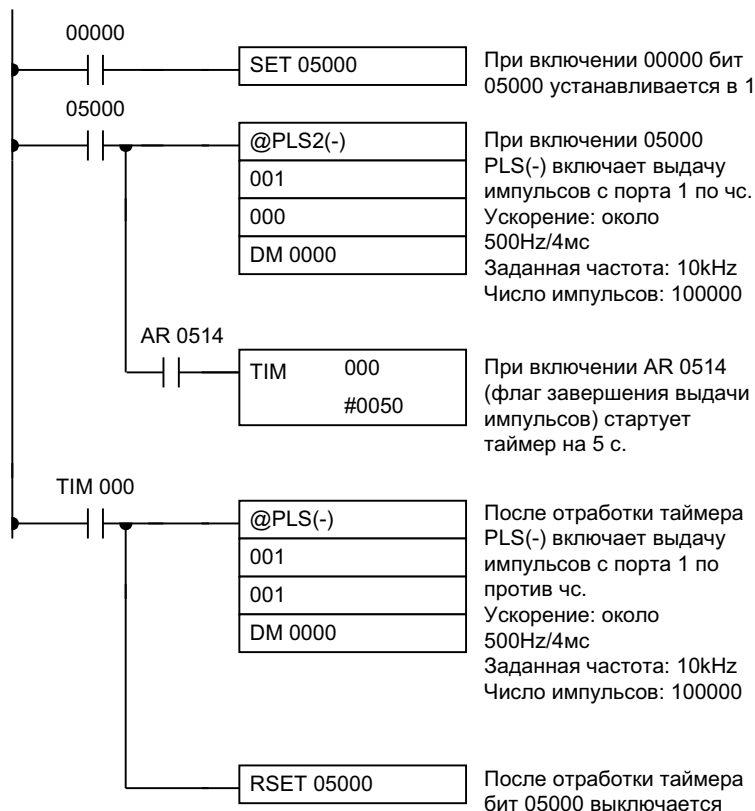 00000
SET 05000
При включении 00000 бит
05000 устанавливается в 1
05000
@PLS2(-)
001
000
DM 0000
При включении 05000
PLS(-) включает выдачу
импульсов с порта 1 по чс.
Ускорение: около
500Hz/4мс
Заданная частота: 10kHz
Число импульсов: 100000
AR 0514
TIM 000
#0050
При включении AR 0514
(флаг завершения выдачи
импульсов) стартует
таймер на 5 с.
TIM 000
@PLS(-)
001
001
DM 0000
После отработки таймера
PLS(-) включает выдачу
импульсов с порта 1 по
против чс.
Ускорение: около
500Hz/4мс
Заданная частота: 10kHz
Число импульсов: 100000
RSET 05000
После отработки таймера
бит 05000 выключается